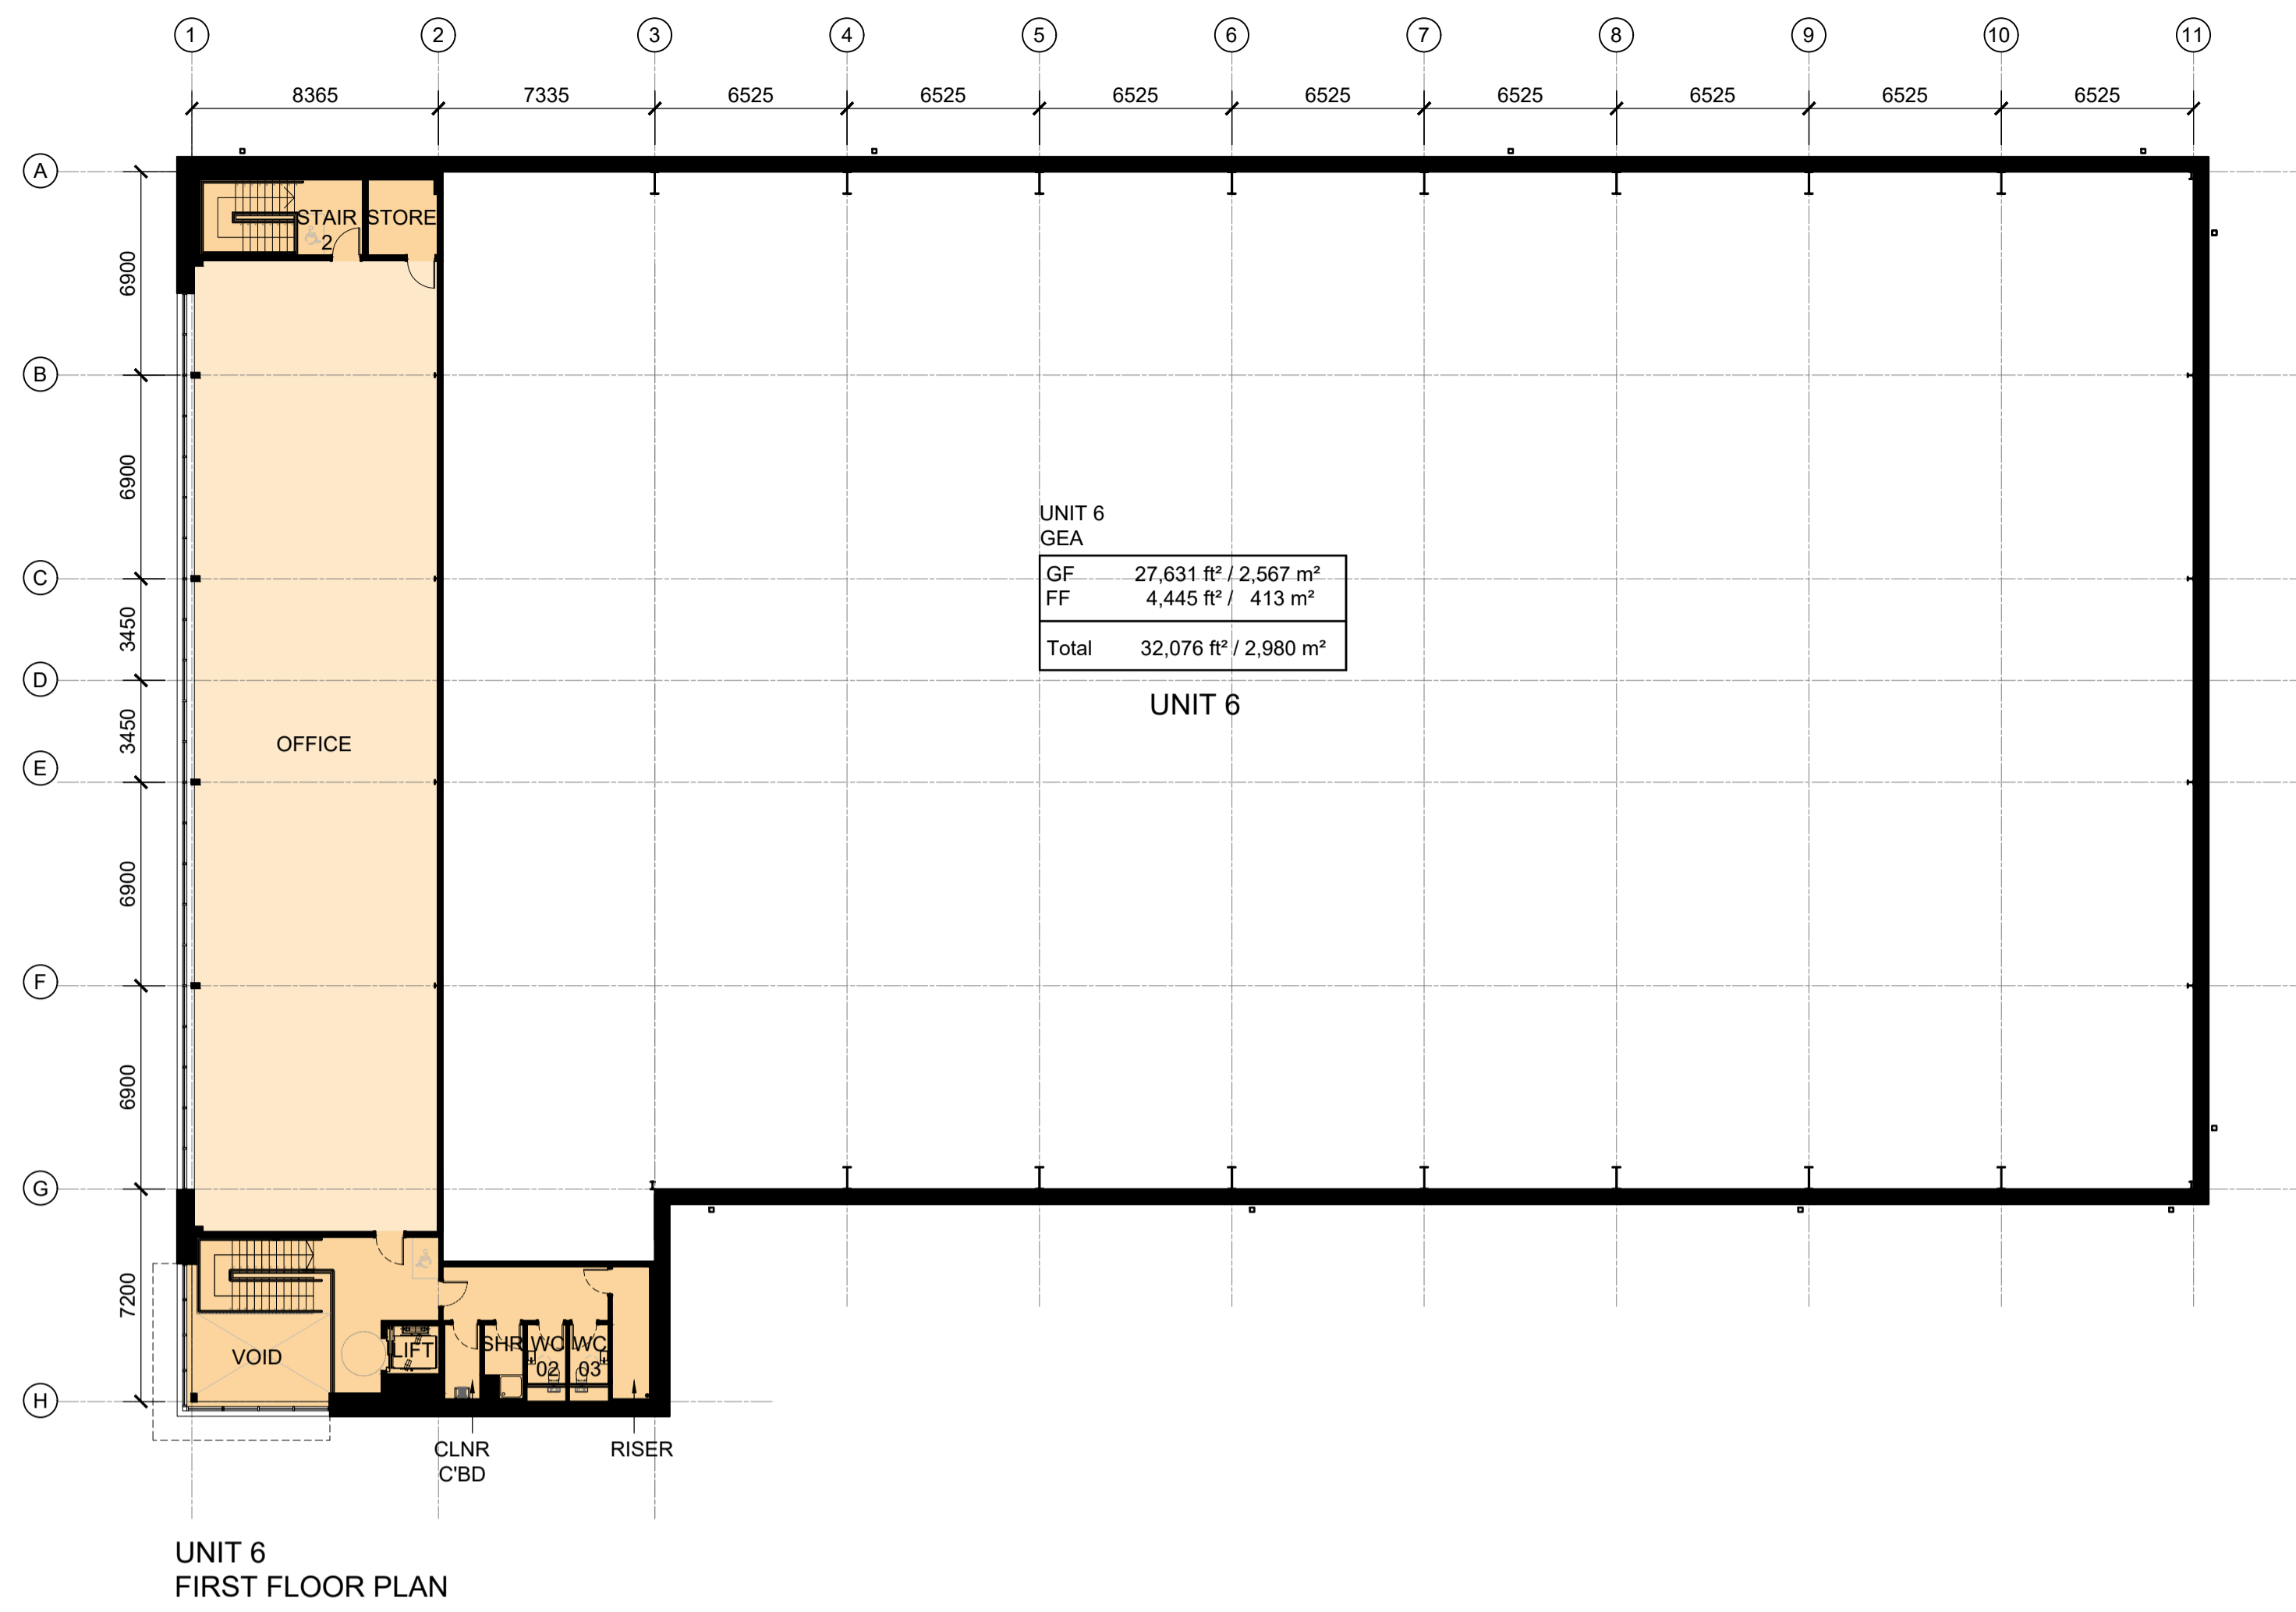 1 2 3 4 5 6 7 8 9 10 11
8365 7335 6525 6525 6525 6525 6525 6525 6525 6525
A
STAIR STORE
2
6900
B
6900
UNIT 6
GEA
C
GF 27,631 ft² / 2,567 m²
FF 4,445 ft² / 413 m²
3450
Total 32,076 ft² / 2,980 m²
D
UNIT 6
3450
OFFICE
E
6900
F
6900
G
7200
SHR WC WC
LIFT
VOID
02 03
H
CLNR RISER
C'BD
UNIT 6
FIRST FLOOR PLAN